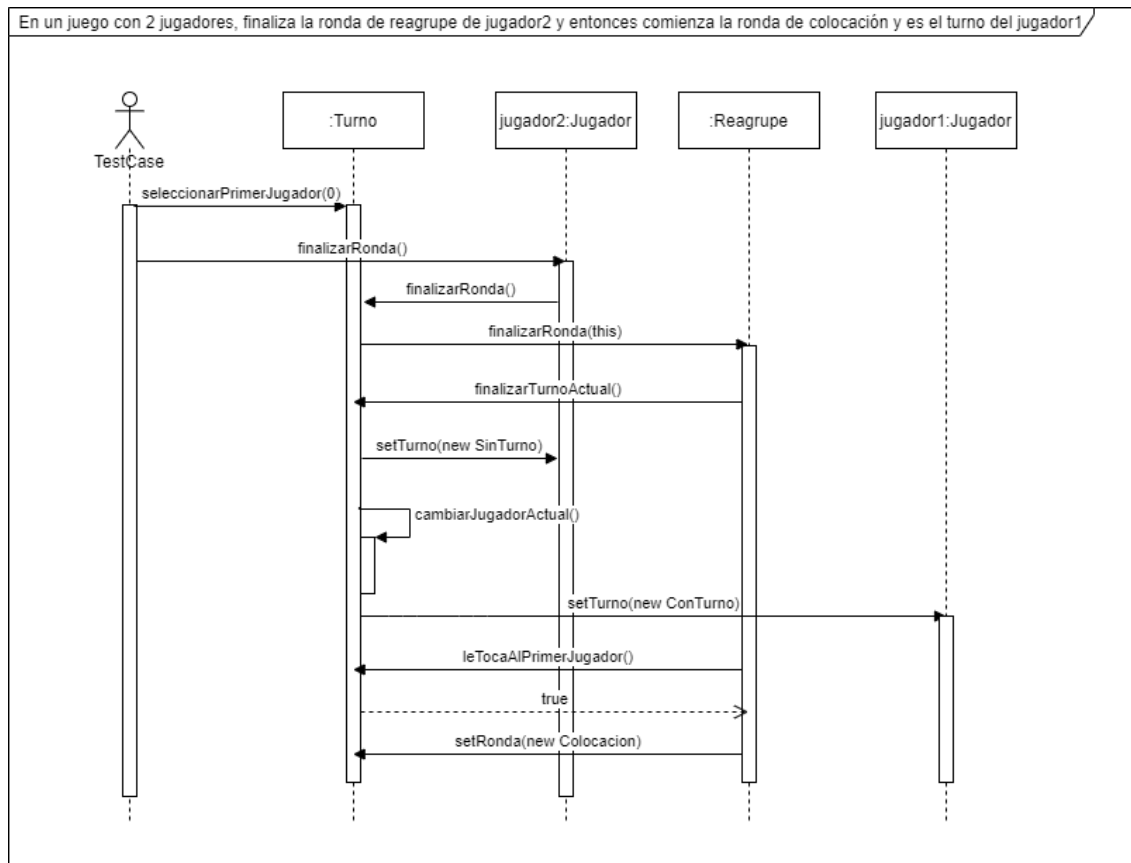 En un juego con 2 jugadores, finaliza la ronda de reagrupe de jugador2 y entonces comienza la ronda de colocación y es el turno del jugador1
TestCase
:Turno
jugador2:Jugador
:Reagrupe
jugador1:Jugador
seleccionarPrimerJugador(0)
finalizarRonda()
finalizarRonda()
finalizarRonda(this)
finalizarTurnoActual()
setTurno(new SinTurno)
cambiarJugadorActual()
setTurno(new ConTurno)
leTocaAlPrimerJugador()
true
setRonda(new Colocacion)